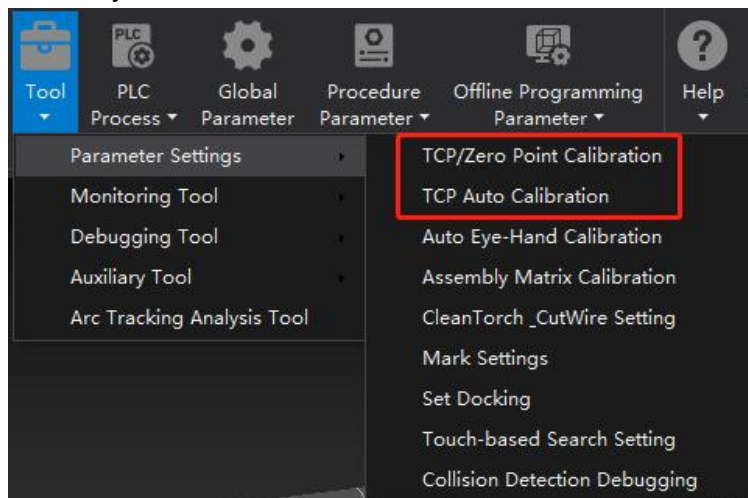 PLC
Tool
PLC
Process
Global
Parameter
Procedure
Parameter
Offline Programming
Parameter
Help
Parameter Settings
Monitoring Tool
Debugging Tool
Auxiliary Tool
Arc Tracking Analysis Tool
TCP/Zero Point Calibration
TCP Auto Calibration
Auto Eye-Hand Calibration
Assembly Matrix Calibration
CleanTorch _CutWire Setting
Mark Settings
Set Docking
Touch-based Search Setting
Collision Detection Debugging